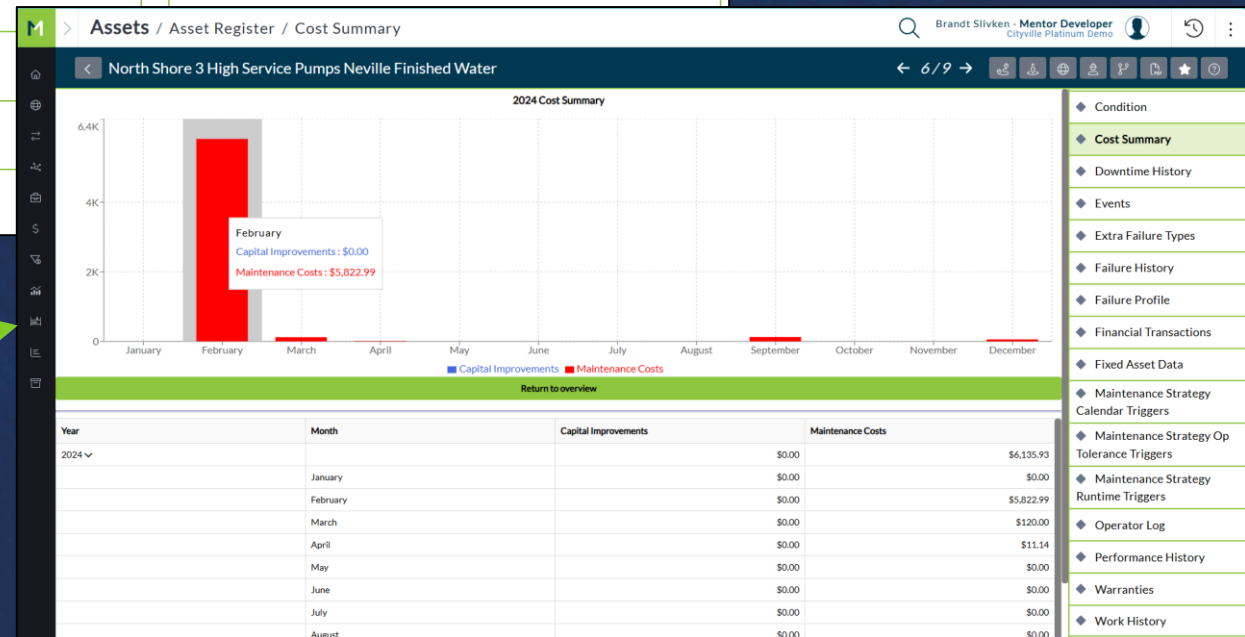 M > Assets / Asset Register / Cost Summary
Brandt Slivken - Mentor Developer
Cityville Platinum Demo
North Shore 3 High Service Pumps Neville Finished Water
← 6/9 →
2024 Cost Summary
6.4K
4K
2K
0
February
Capital Improvements : $0.00
Maintenance Costs : $5,822.99
January February March April May June July August September October November December
Capital Improvements Maintenance Costs
Return to overview
Year Month Capital Improvements Maintenance Costs
2024 $0.00 $6,135.93
January $0.00 $0.00
February $0.00 $5,822.99
March $0.00 $120.00
April $0.00 $11.14
May $0.00 $0.00
June $0.00 $0.00
July $0.00 $0.00
August $0.00 $0.00
Condition
Cost Summary
Downtime History
Events
Extra Failure Types
Failure History
Failure Profile
Financial Transactions
Fixed Asset Data
Maintenance Strategy
Calendar Triggers
Maintenance Strategy Op
Tolerance Triggers
Maintenance Strategy
Runtime Triggers
Operator Log
Performance History
Warranties
Work History